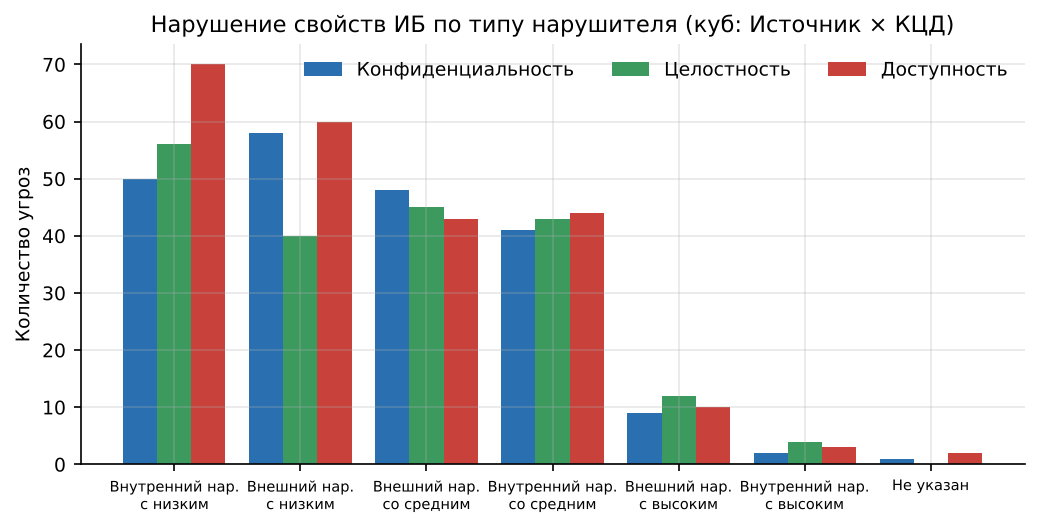 Нарушение свойств ИБ по типу нарушителя (куб: Источник × КЦД)
Конфиденциальность Целостность Доступность
Количество угроз
70
60
50
40
30
20
10
0
Внутренний нар.
с низким
Внешний нар.
с низким
Внешний нар.
со средним
Внутренний нар.
со средним
Внешний нар.
с высоким
Внутренний нар.
с высоким
Не указан